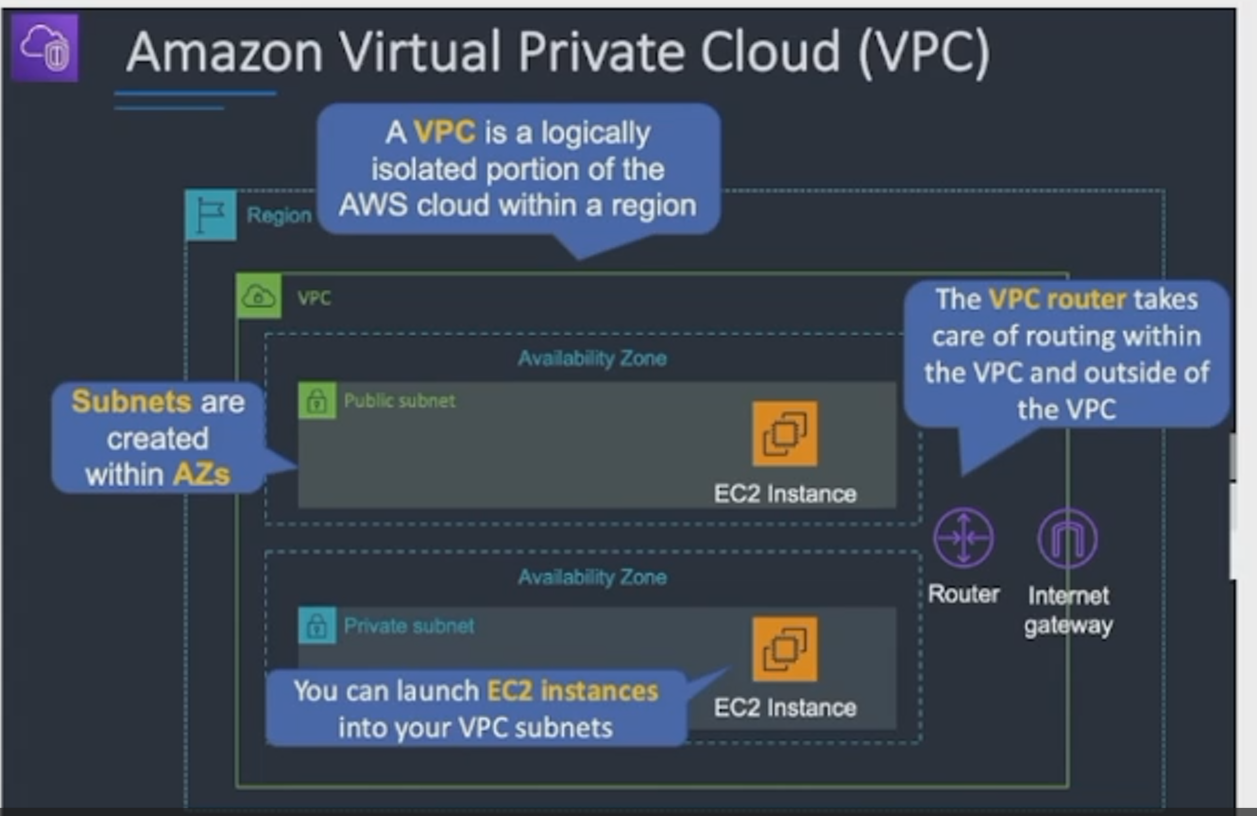 Amazon Virtual Private Cloud (VPC)
A VPC is a logically
isolated portion of the
AWS cloud within a region
Region
VPC
The VPC router takes
care of routing within
the VPC and outside of
the VPC
Availability Zone
Subnets are
created
within AZs
Public subnet
EC2 Instance
Availability Zone
Router
Internet
gateway
Private subnet
You can launch EC2 instances
into your VPC subnets
EC2 Instance